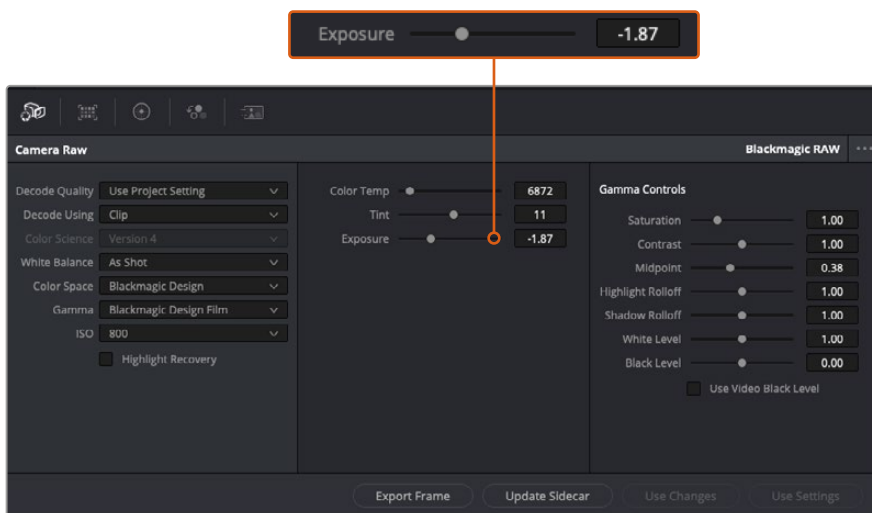 Exposure -1.87
Camera Raw
Blackmagic RAW
Decode Quality Use Project Setting
Decode Using Clip
Color Science Version 4
White Balance As Shot
Color Space Blackmagic Design
Gamma Blackmagic Design Film
ISO 800
Highlight Recovery
Color Temp 6872
Tint 11
Exposure -1.87
Gamma Controls
Saturation 1.00
Contrast 1.00
Midpoint 0.38
Highlight Rolloff 1.00
Shadow Rolloff 1.00
White Level 1.00
Black Level 0.00
Use Video Black Level
Export Frame
Update Sidecar
Use Changes
Use Settings